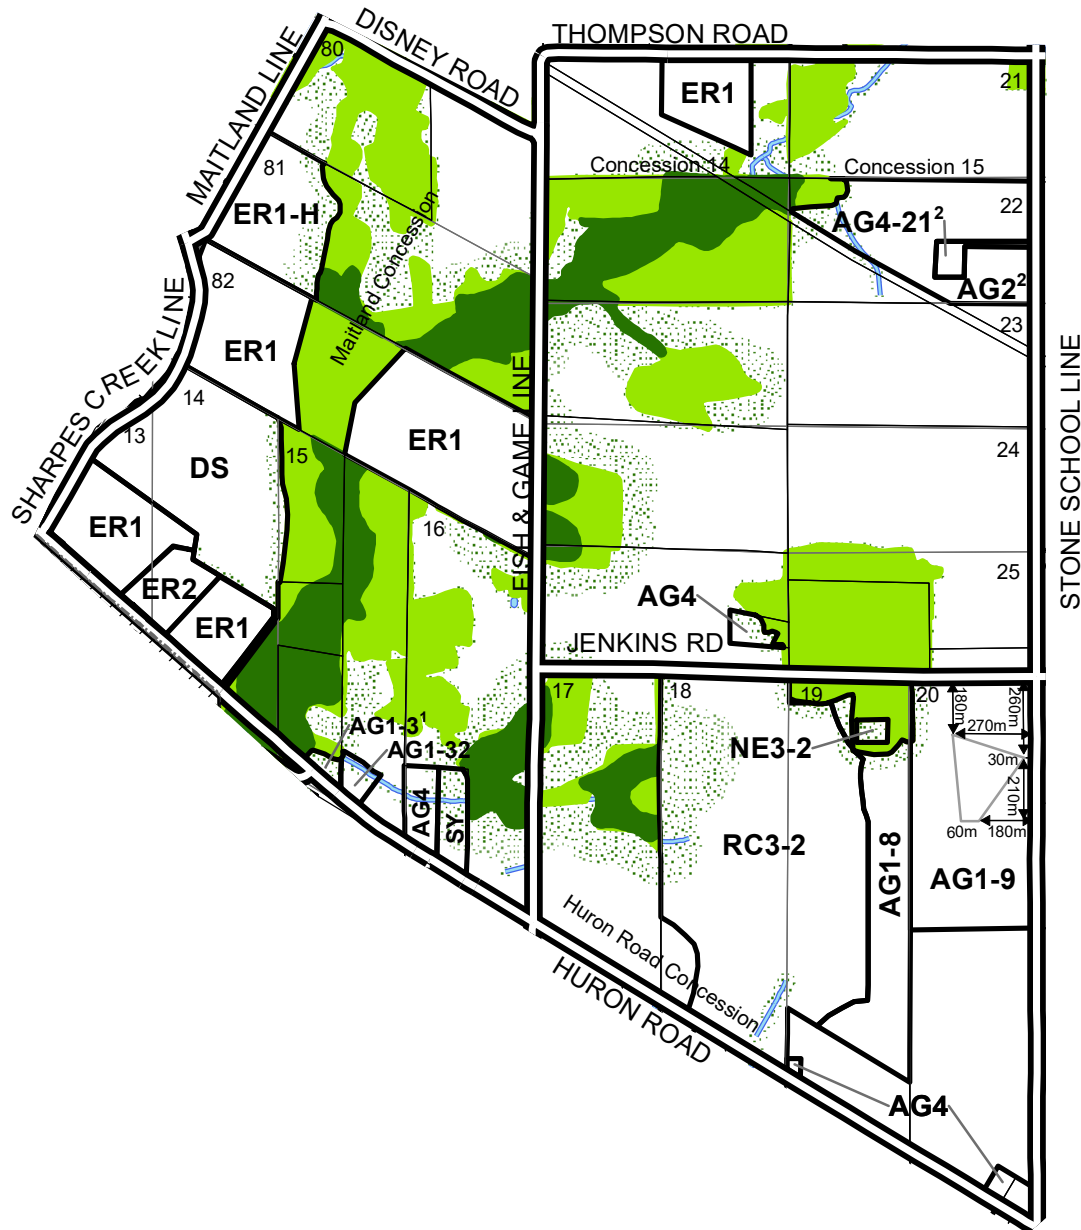 DISNEY ROAD
THOMPSON ROAD
80
MAITLAND LINE
ER1
21
Concession 14
Concession 15
81
ER1-H
22
AG4-21²
Maitland Concession
82
AG2²
23
SHARPES CREEK LINE
ER1
14
13
ER1
FISH & GAME LINE
STONE SCHOOL LINE
24
DS
15
16
ER1
25
ER2
AG4
ER1
JENKINS RD
17
18
19
20
180m
260m
270m
30m
210m
60m
180m
AG1-3¹
AG1-32
NE3-2
AG4
SY
RC3-2
AG1-8
AG1-9
Huron Road Concession
HURON ROAD
AG4